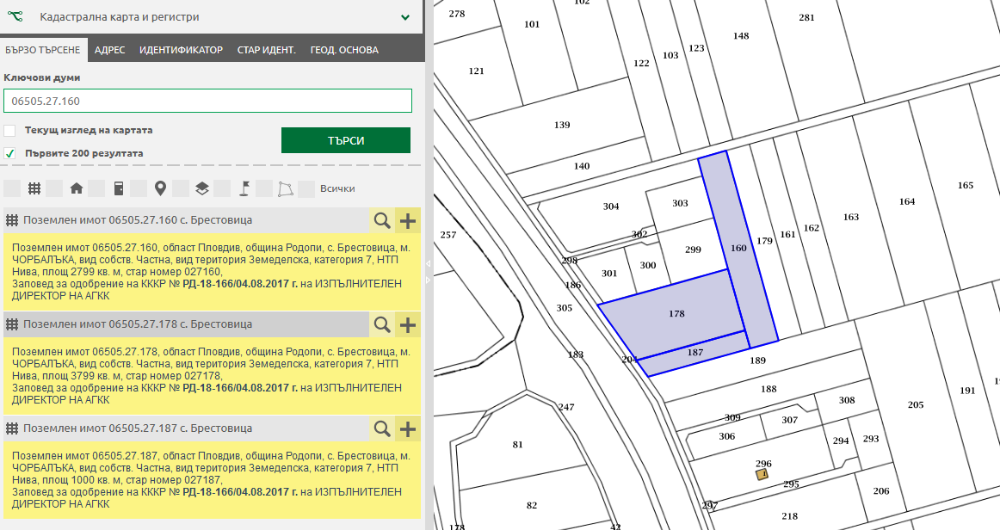 Кадастрална карта и регистри
БЪРЗО ТЪРСЕНЕ АДРЕС ИДЕНТИФИКАТОР СТАР ИДЕНТ. ГЕОД. ОСНОВА
Ключови думи
06505.27.160
Текущ изглед на картата
ТЪРСИ
Първите 200 резултата
Всички
Поземлен имот 06505.27.160 с. Брестовица
Поземлен имот 06505.27.160, област Пловдив, община Родопи, с. Брестовица, м.
ЧОРБАЛЪКА, вид собств. Частна, вид територия Земеделска, категория 7, НТП
Нива, площ 2799 кв. м, стар номер 027160,
Заповед за одобрение на КККР № РД-18-166/04.08.2017 г. на ИЗПЪЛНИТЕЛЕН
ДИРЕКТОР НА АГКК
Поземлен имот 06505.27.178 с. Брестовица
Поземлен имот 06505.27.178, област Пловдив, община Родопи, с. Брестовица, м.
ЧОРБАЛЪКА, вид собств. Частна, вид територия Земеделска, категория 7, НТП
Нива, площ 3799 кв. м, стар номер 027178,
Заповед за одобрение на КККР № РД-18-166/04.08.2017 г. на ИЗПЪЛНИТЕЛЕН
ДИРЕКТОР НА АГКК
Поземлен имот 06505.27.187 с. Брестовица
Поземлен имот 06505.27.187, област Пловдив, община Родопи, с. Брестовица, м.
ЧОРБАЛЪКА, вид собств. Частна, вид територия Земеделска, категория 7, НТП
Нива, площ 1000 кв. м, стар номер 027187,
Заповед за одобрение на КККР № РД-18-166/04.08.2017 г. на ИЗПЪЛНИТЕЛЕН
ДИРЕКТОР НА АГКК
102
278
281
101
148
123
103
122
121
139
140
165
164
304
303
163
162
161
179
257
302
160
299
298
300
301
186
305
178
183
204
187
189
188
191
308
205
247
309
307
306
293
294
81
296
1
295
206
82
297
218
178
42